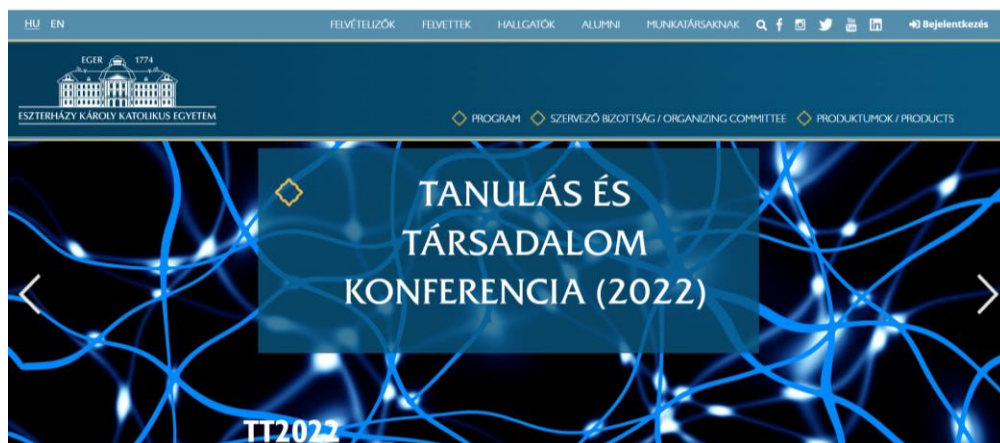 HU EN
FELVÉTELIZŐK FELVETTEK HALLGATÓK ALUMNI MUNKATÁRSAKNAK Bejelentkezés
EGER 1774
ESZTERHÁZY KÁROLY KATOLIKUS EGYETEM
PROGRAM SZERVEZŐ BIZOTTSÁG / ORGANIZING COMMITTEE PRODUKTUMOK / PRODUCTS
TANULÁS ÉS
TÁRSADALOM
KONFERENCIA (2022)
TT2022